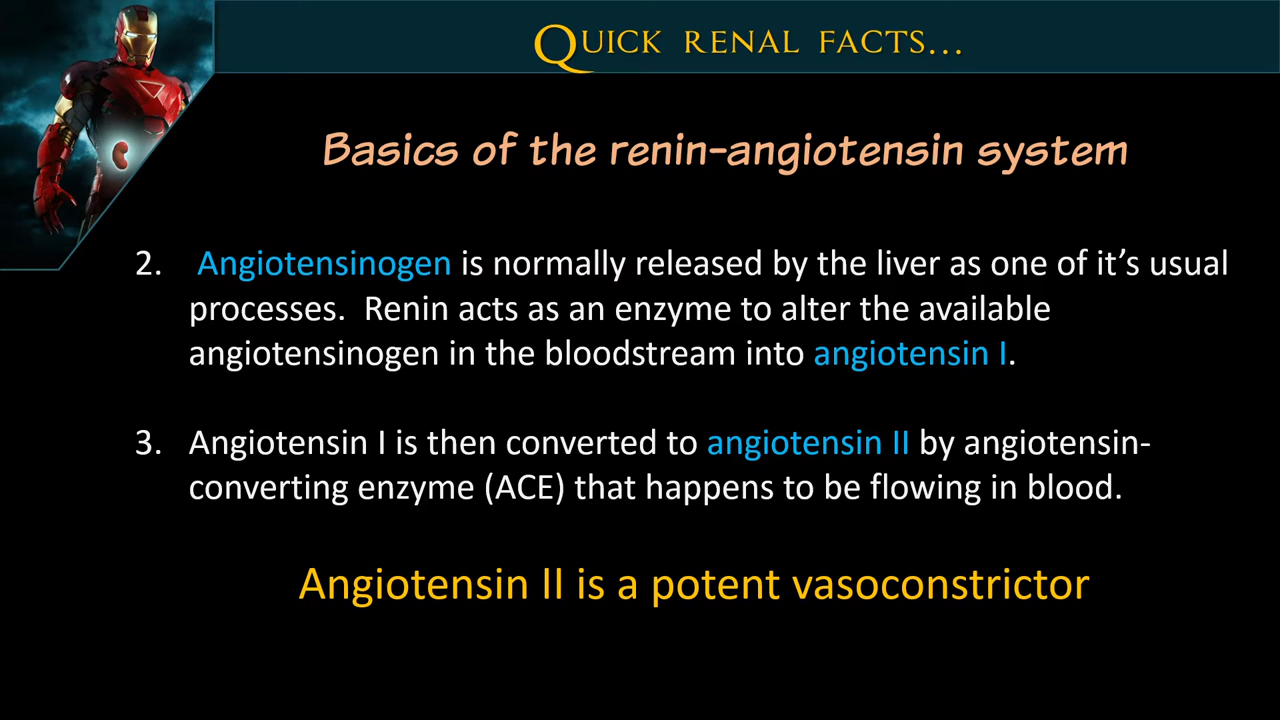 Quick renal facts...
Basics of the renin-angiotensin system
2. Angiotensinogen is normally released by the liver as one of it’s usual
processes. Renin acts as an enzyme to alter the available
angiotensinogen in the bloodstream into angiotensin I.
3. Angiotensin I is then converted to angiotensin II by angiotensin-
converting enzyme (ACE) that happens to be flowing in blood.
Angiotensin II is a potent vasoconstrictor